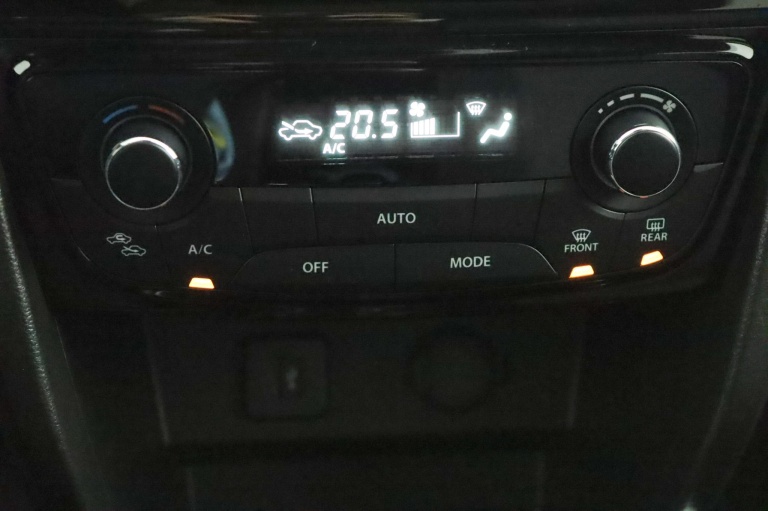 20.5
A/C
AUTO
A/C
OFF
MODE
FRONT
REAR